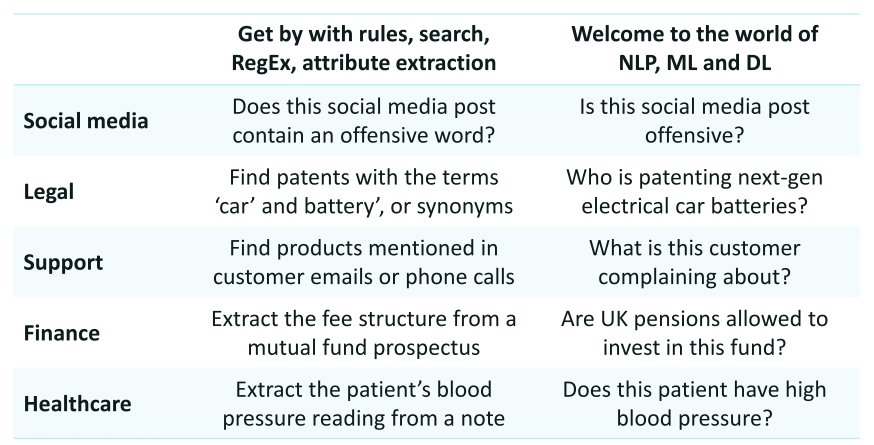 Get by with rules, search,
RegEx, attribute extraction
Welcome to the world of
NLP, ML and DL
Social media
Does this social media post
contain an offensive word?
Is this social media post
offensive?
Legal
Find patents with the terms
‘car’ and battery’, or synonyms
Who is patenting next-gen
electrical car batteries?
Support
Find products mentioned in
customer emails or phone calls
What is this customer
complaining about?
Finance
Extract the fee structure from a
mutual fund prospectus
Are UK pensions allowed to
invest in this fund?
Healthcare
Extract the patient’s blood
pressure reading from a note
Does this patient have high
blood pressure?